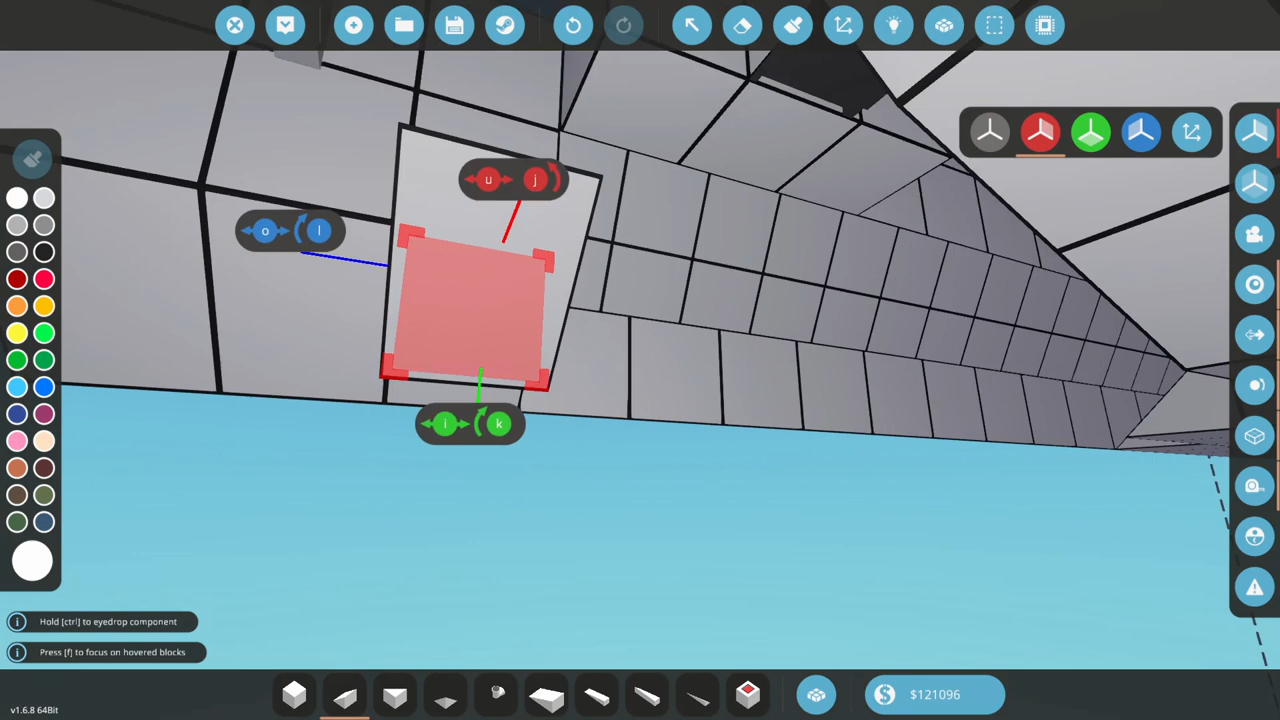 u j
o l
i k
Hold [ctrl] to eyedrop component
Press [f] to focus on hovered blocks
$121096
v1.6.8 64Bit